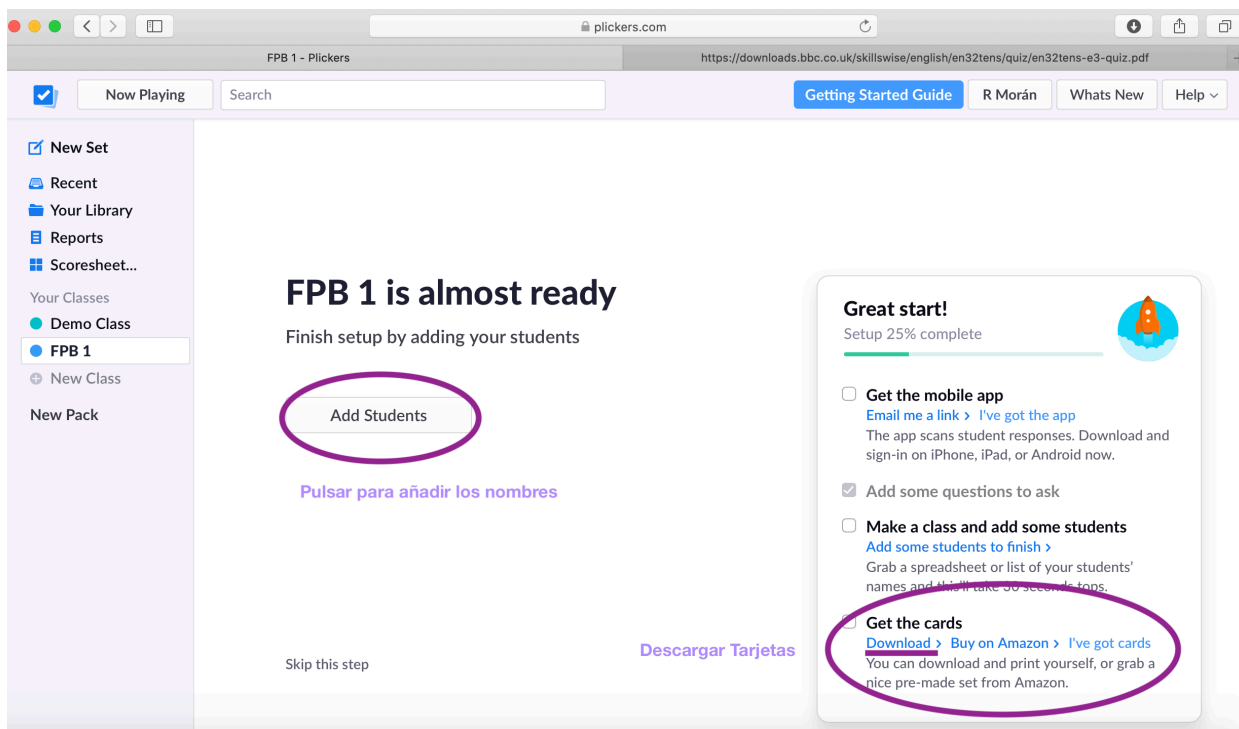 plickers.com
FPB 1 - Plickers
https://downloads.bbc.co.uk/skillswise/english/en32tens/quiz/en32tens-e3-quiz.pdf
Now Playing
Search
Getting Started Guide
R Morán
Whats New
Help
New Set
Recent
Your Library
Reports
Scoresheet...
Your Classes
Demo Class
FPB 1
New Class
New Pack
FPB 1 is almost ready
Finish setup by adding your students
Add Students
Pulsar para añadir los nombres
Descargar Tarjetas
Skip this step
Great start!
Setup 25% complete
Get the mobile app
Email me a link › I've got the app
The app scans student responses. Download and
sign-in on iPhone, iPad, or Android now.
Add some questions to ask
Make a class and add some students
Add some students to finish ›
Grab a spreadsheet or list of your students'
names and this'll take 30 seconds tops.
Get the cards
Download › Buy on Amazon › I've got cards
You can download and print yourself, or grab a
nice pre-made set from Amazon.